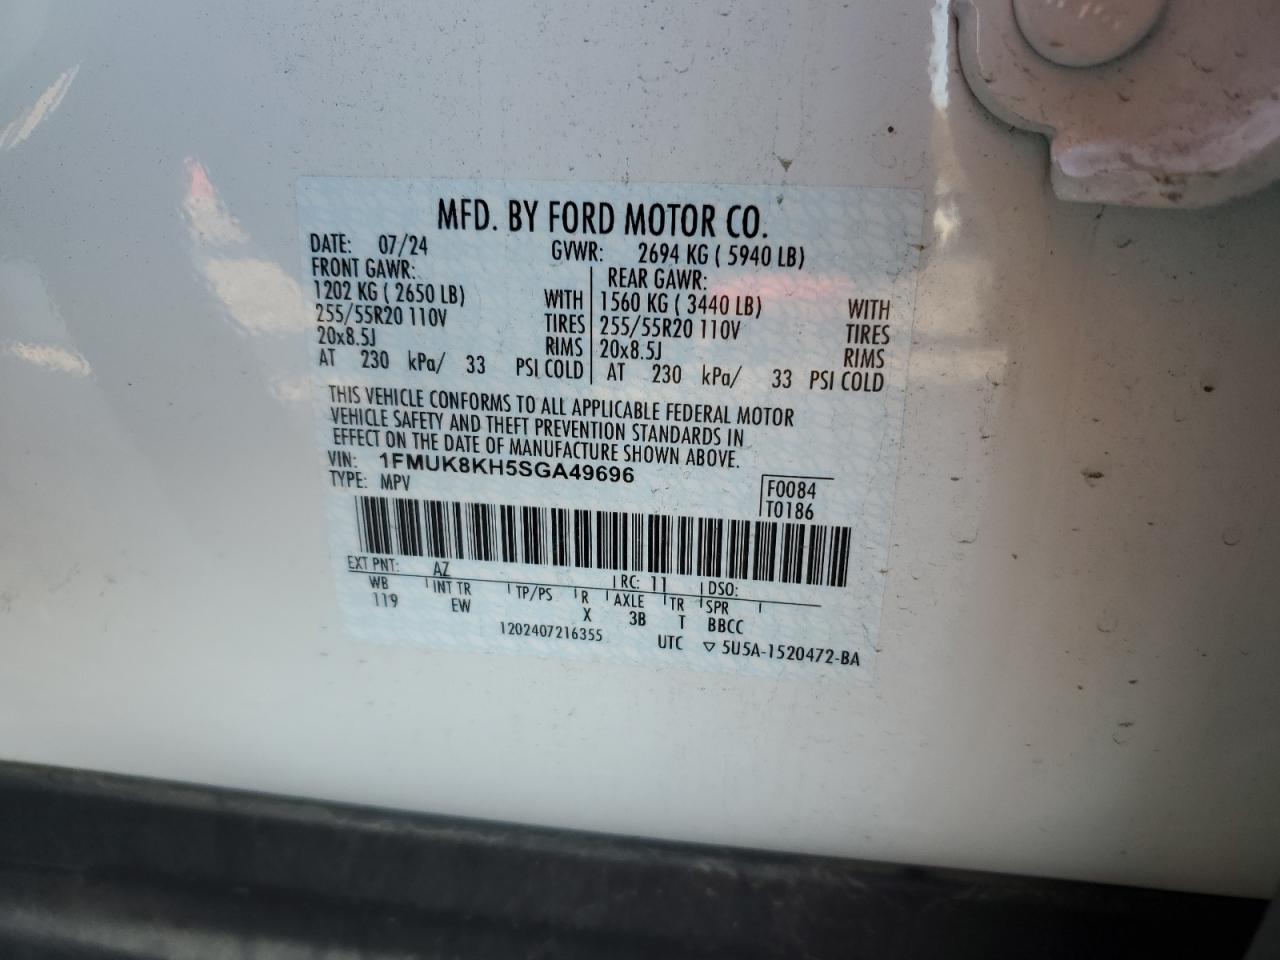 MFD. BY FORD MOTOR CO.
DATE: 07/24 GVWR: 2694 KG ( 5940 LB)
FRONT GAWR:
1202 KG ( 2650 LB) WITH
255/55R20 110V TIRES
20x8.5J RIMS
AT 230 kPa/ 33 PSI COLD
REAR GAWR:
1560 KG ( 3440 LB) WITH
255/55R20 110V TIRES
20x8.5J RIMS
AT 230 kPa/ 33 PSI COLD
THIS VEHICLE CONFORMS TO ALL APPLICABLE FEDERAL MOTOR
VEHICLE SAFETY AND THEFT PREVENTION STANDARDS IN
EFFECT ON THE DATE OF MANUFACTURE SHOWN ABOVE.
VIN: 1FMUK8KH5SGA49696
TYPE: MPV
F0084
T0186
EXT PNT: AZ RC: 11 DSO:
WB INT TR TP/PS R AXLE TR SPR
119 EW X 3B T BBCC
1202407216355 UTC ▽ 5U5A-1520472-BA